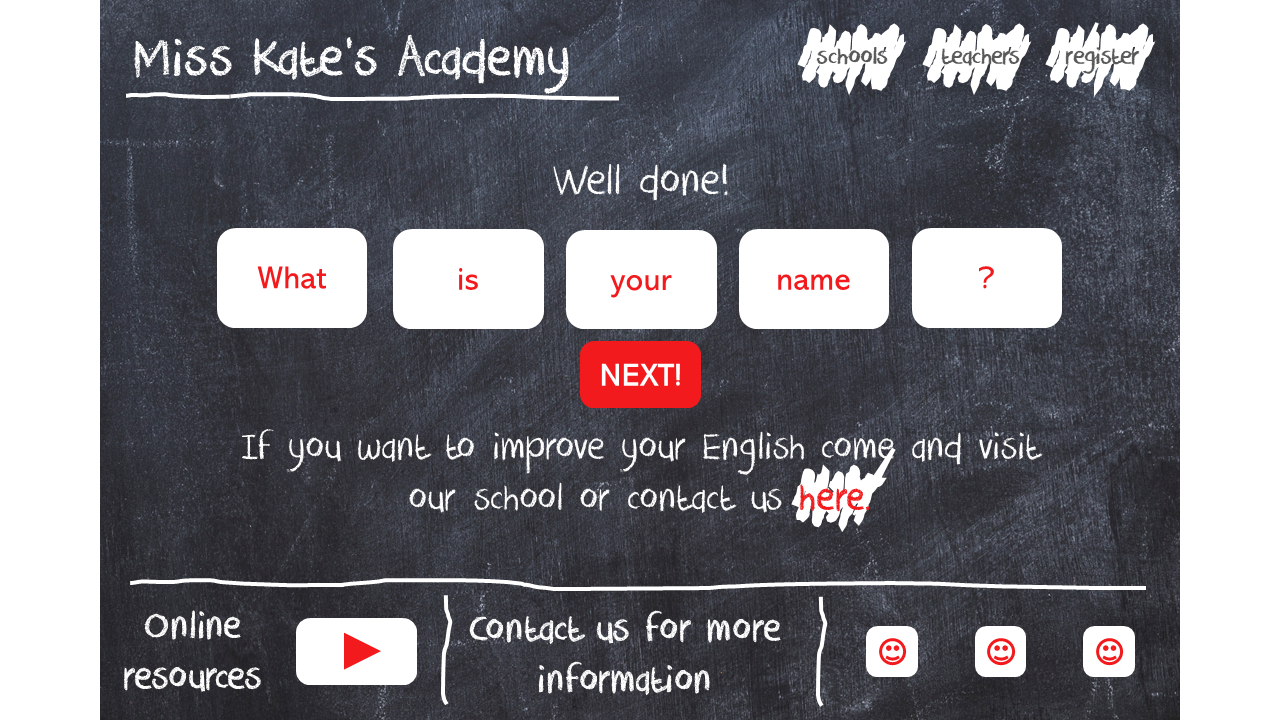 Miss Kate's Academy
schools teachers register
Well done!
What is your name ?
NEXT!
If you want to improve your English come and visit
our school or contact us here.
Online
resources
Contact us for more
information